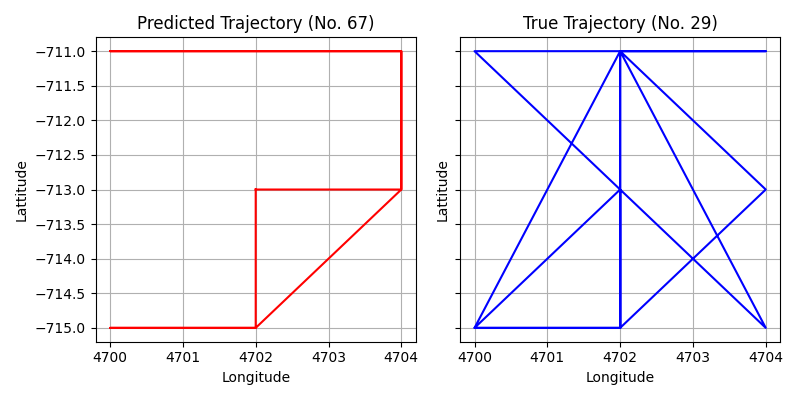 Predicted Trajectory (No. 67)
True Trajectory (No. 29)
−711.0
−711.5
−712.0
−712.5
−713.0
−713.5
−714.0
−714.5
−715.0
Lattitude
Lattitude
4700 4701 4702 4703 4704
4700 4701 4702 4703 4704
Longitude
Longitude